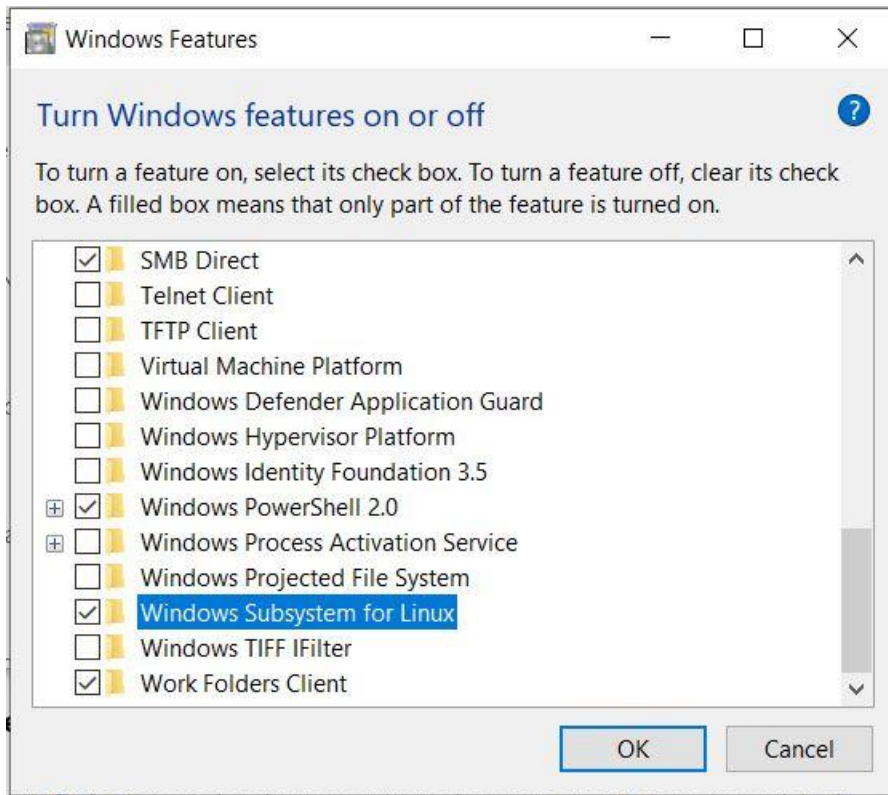 Windows Features
Turn Windows features on or off
?
To turn a feature on, select its check box. To turn a feature off, clear its check
box. A filled box means that only part of the feature is turned on.
SMB Direct
Telnet Client
TFTP Client
Virtual Machine Platform
Windows Defender Application Guard
Windows Hypervisor Platform
Windows Identity Foundation 3.5
Windows PowerShell 2.0
Windows Process Activation Service
Windows Projected File System
Windows Subsystem for Linux
Windows TIFF IFilter
Work Folders Client
OK Cancel